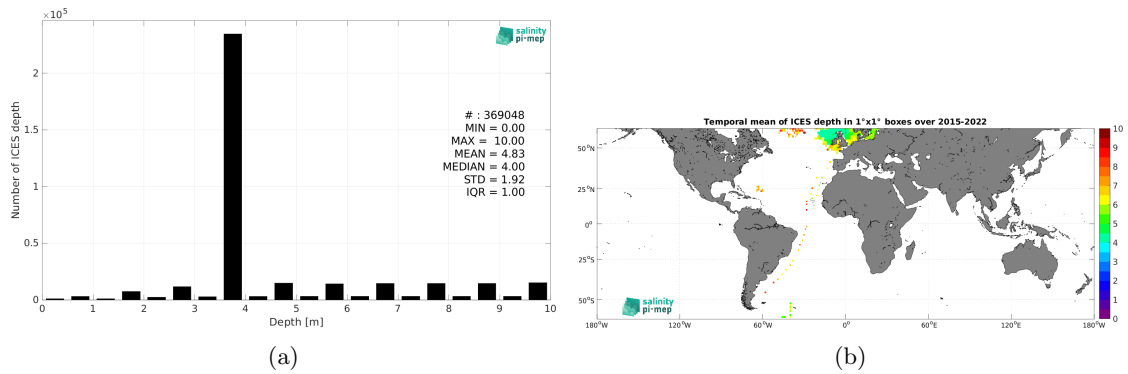 ×10⁵
salinity
pi-mep
# : 369048
MIN = 0.00
MAX = 10.00
MEAN = 4.83
MEDIAN = 4.00
STD = 1.92
IQR = 1.00
Number of ICES depth
2
1.5
1
0.5
0
0 1 2 3 4 5 6 7 8 9 10
Depth [m]
(a)
Temporal mean of ICES depth in 1°x1° boxes over 2015-2022
50°N
25°N
0°
25°S
50°S
180°W 120°W 60°W 0°E 60°E 120°E 180°W
salinity
pi-mep
10
9
8
7
6
5
4
3
2
1
0
(b)